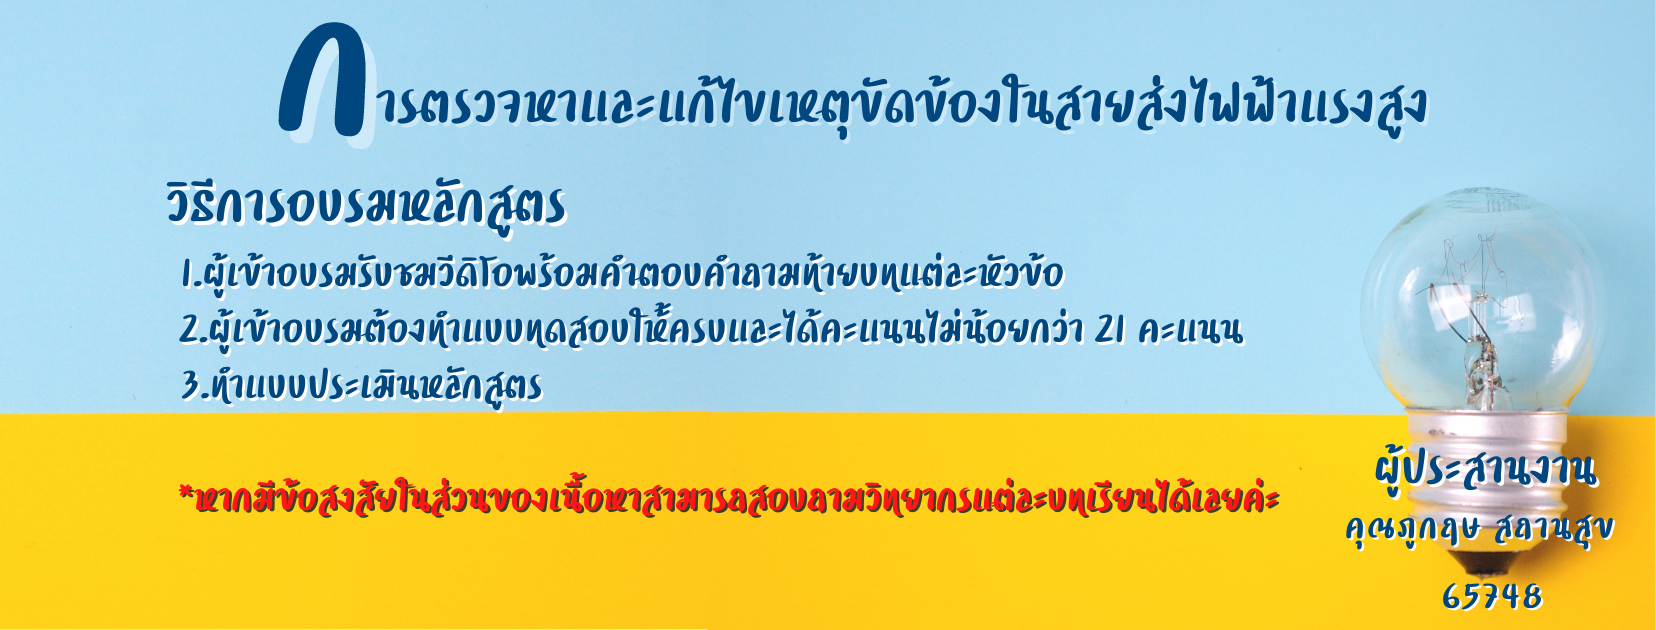 การตรวจหาและแก้ไขเหตุขัดข้องในสายส่งไฟฟ้าแรงสูง
วิธีการอบรมหลักสูตร
1.ผู้เข้าอบรมรับชมวีดิโอพร้อมคำตอบคำถามท้ายบทแต่ละหัวข้อ
2.ผู้เข้าอบรมต้องทำแบบทดสอบให้ครบและได้คะแนนไม่น้อยกว่า 21 คะแนน
3.ทำแบบประเมินหลักสูตร
*หากมีข้อสงสัยในส่วนของเนื้อหาสามารถสอบถามวิทยากรแต่ละบทเรียนได้เลยค่ะ
ผู้ประสานงาน
คุณภูกฤษ สถานสุข
65748